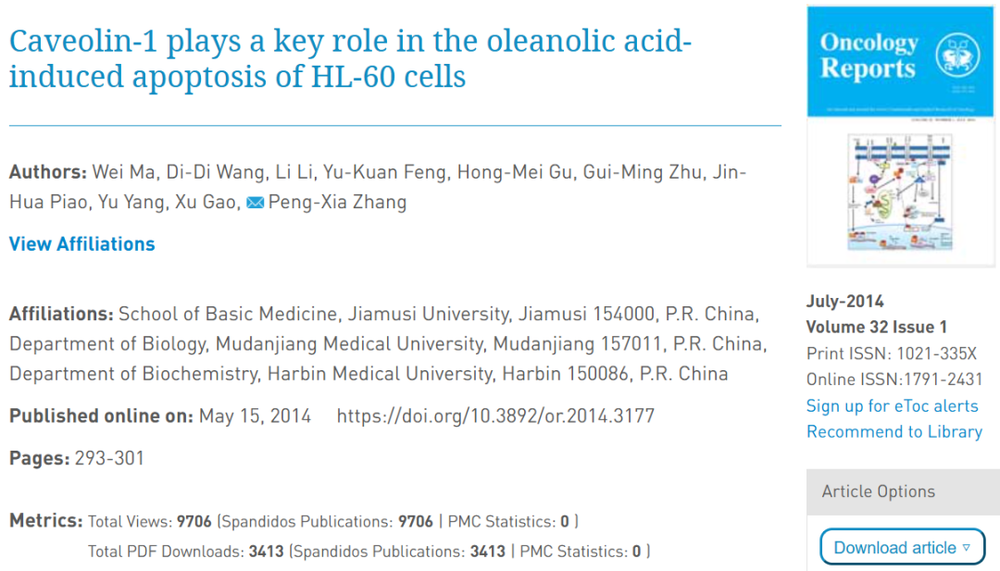 Caveolin-1 plays a key role in the oleanolic acid-
induced apoptosis of HL-60 cells
Authors: Wei Ma, Di-Di Wang, Li Li, Yu-Kuan Feng, Hong-Mei Gu, Gui-Ming Zhu, Jin-
Hua Piao, Yu Yang, Xu Gao, Peng-Xia Zhang
View Affiliations
Affiliations: School of Basic Medicine, Jiamusi University, Jiamusi 154000, P.R. China,
Department of Biology, Mudanjiang Medical University, Mudanjiang 157011, P.R. China,
Department of Biochemistry, Harbin Medical University, Harbin 150086, P.R. China
Published online on: May 15, 2014 https://doi.org/10.3892/or.2014.3177
Pages: 293-301
Metrics: Total Views: 9706 (Spandidos Publications: 9706 | PMC Statistics: 0 )
Total PDF Downloads: 3413 (Spandidos Publications: 3413 | PMC Statistics: 0 )
Oncology
Reports
July-2014
Volume 32 Issue 1
Print ISSN: 1021-335X
Online ISSN:1791-2431
Sign up for eToc alerts
Recommend to Library
Article Options
Download article ▿